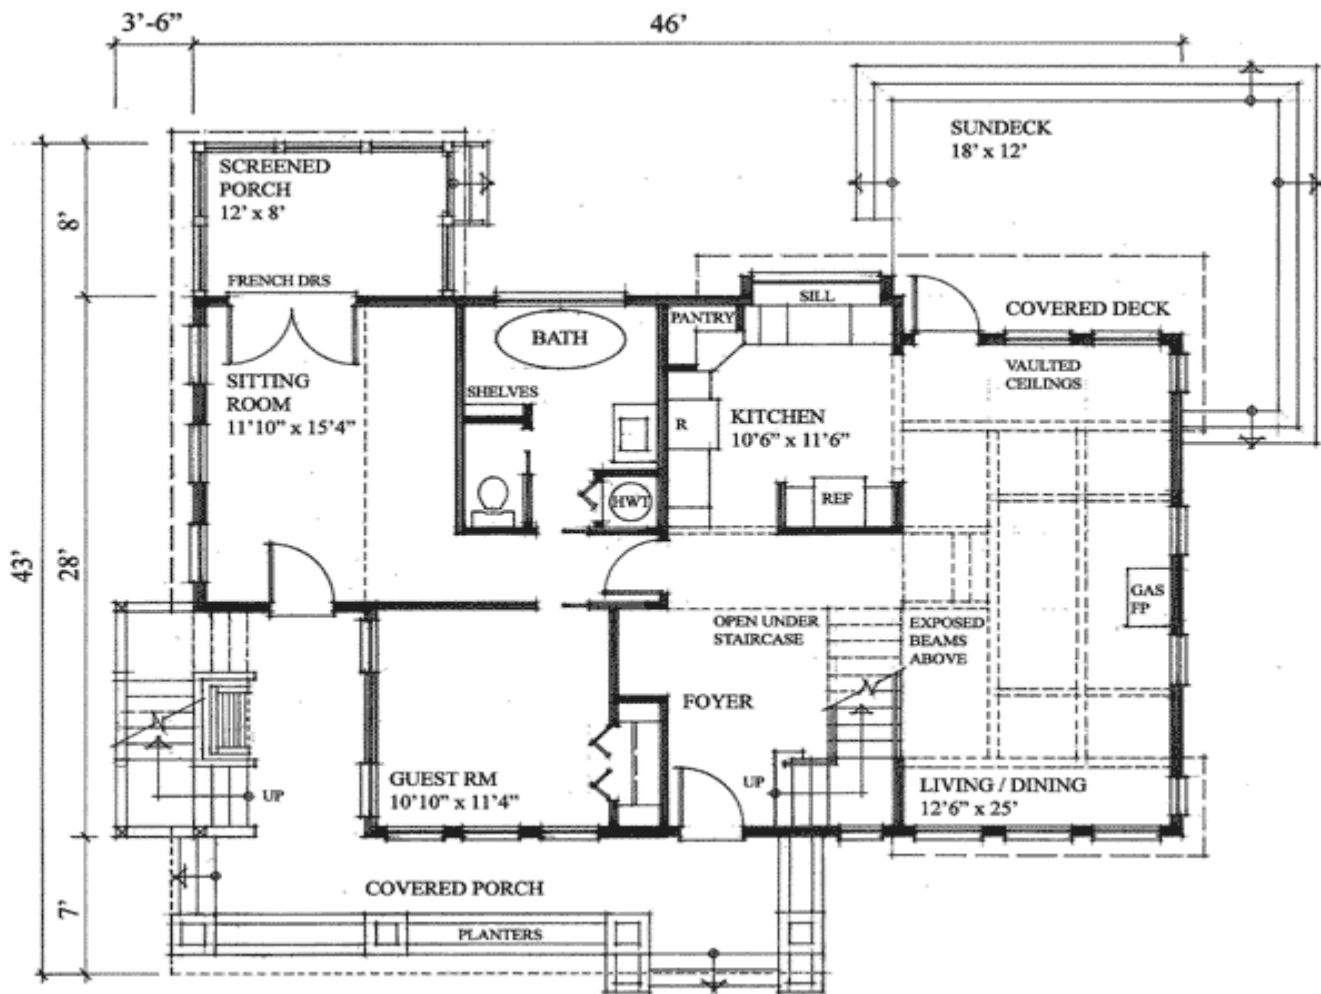 3'-6”
46'
SUNDECK
18' x 12'
SCREENED
PORCH
12' x 8'
8'
FRENCH DRS
SILL
COVERED DECK
PANTRY
BATH
VAULTED
CEILINGS
SITTING
ROOM
11'10” x 15'4”
SHELVES
R
KITCHEN
10'6” x 11'6”
HWT
REF
43'
28'
GAS
FP
OPEN UNDER
STAIRCASE
EXPOSED
BEAMS
ABOVE
FOYER
GUEST RM
10'10” x 11'4”
UP
UP
LIVING / DINING
12'6” x 25'
7'
COVERED PORCH
PLANTERS